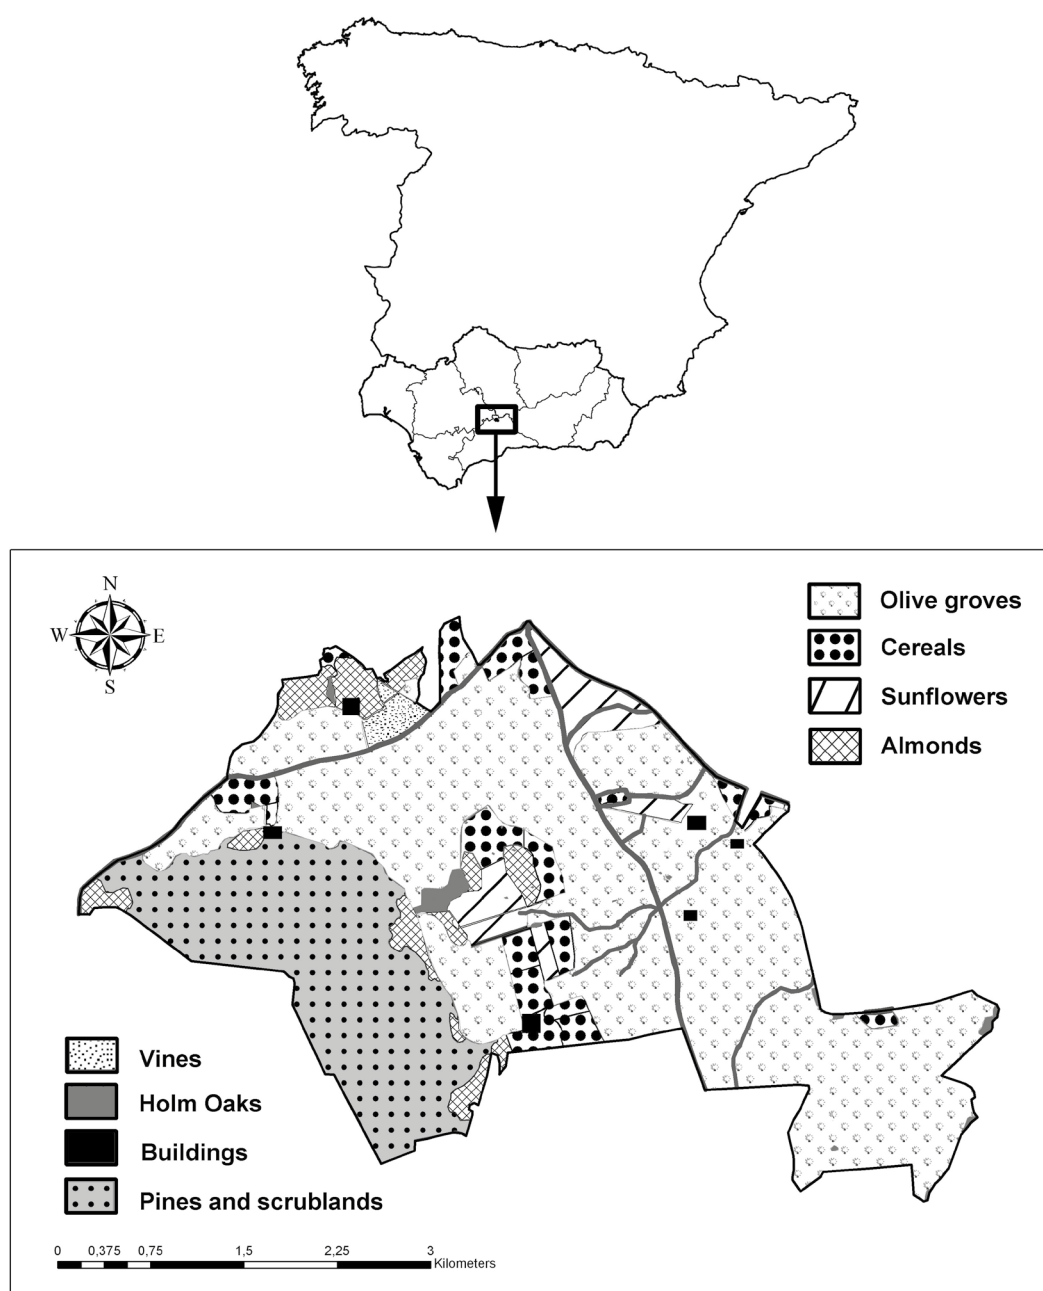 N
W E
S
Olive groves
Cereals
Sunflowers
Almonds
Vines
Holm Oaks
Buildings
Pines and scrublands
0 0,375 0,75 1,5 2,25 3
Kilometers